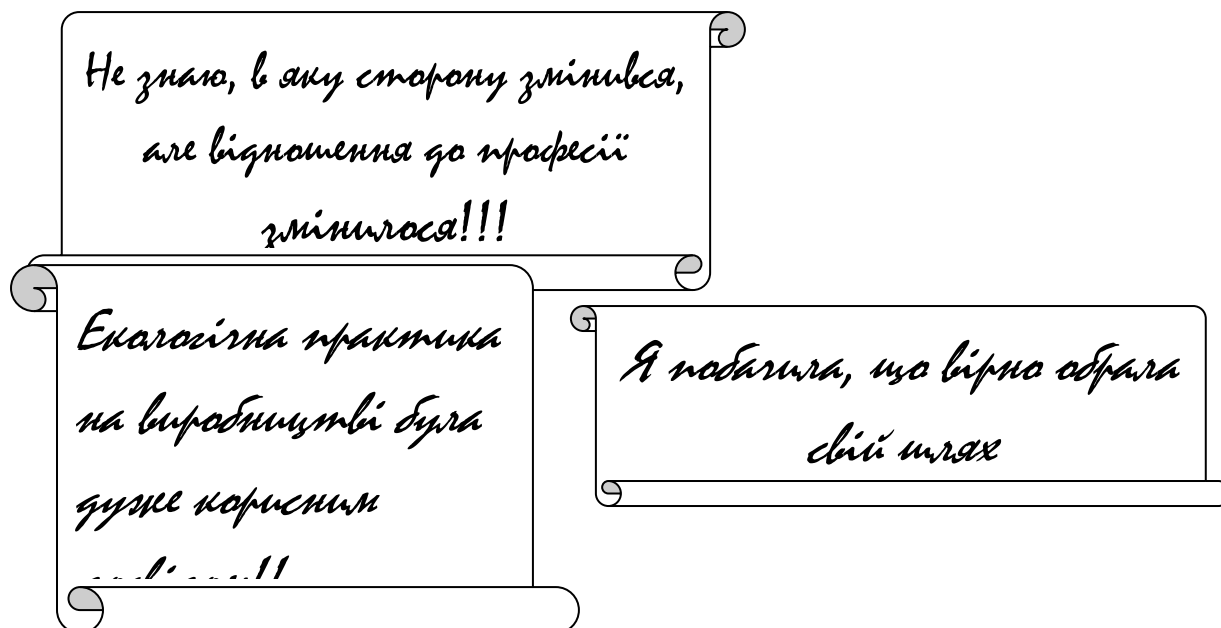 Не знаю, в яку сторону змінився,
але відношення до професії
змінилося!!!
Екологічна практика
на виробництві була
дуже корисним
Я побачила, що вірно обрала
свій шлях